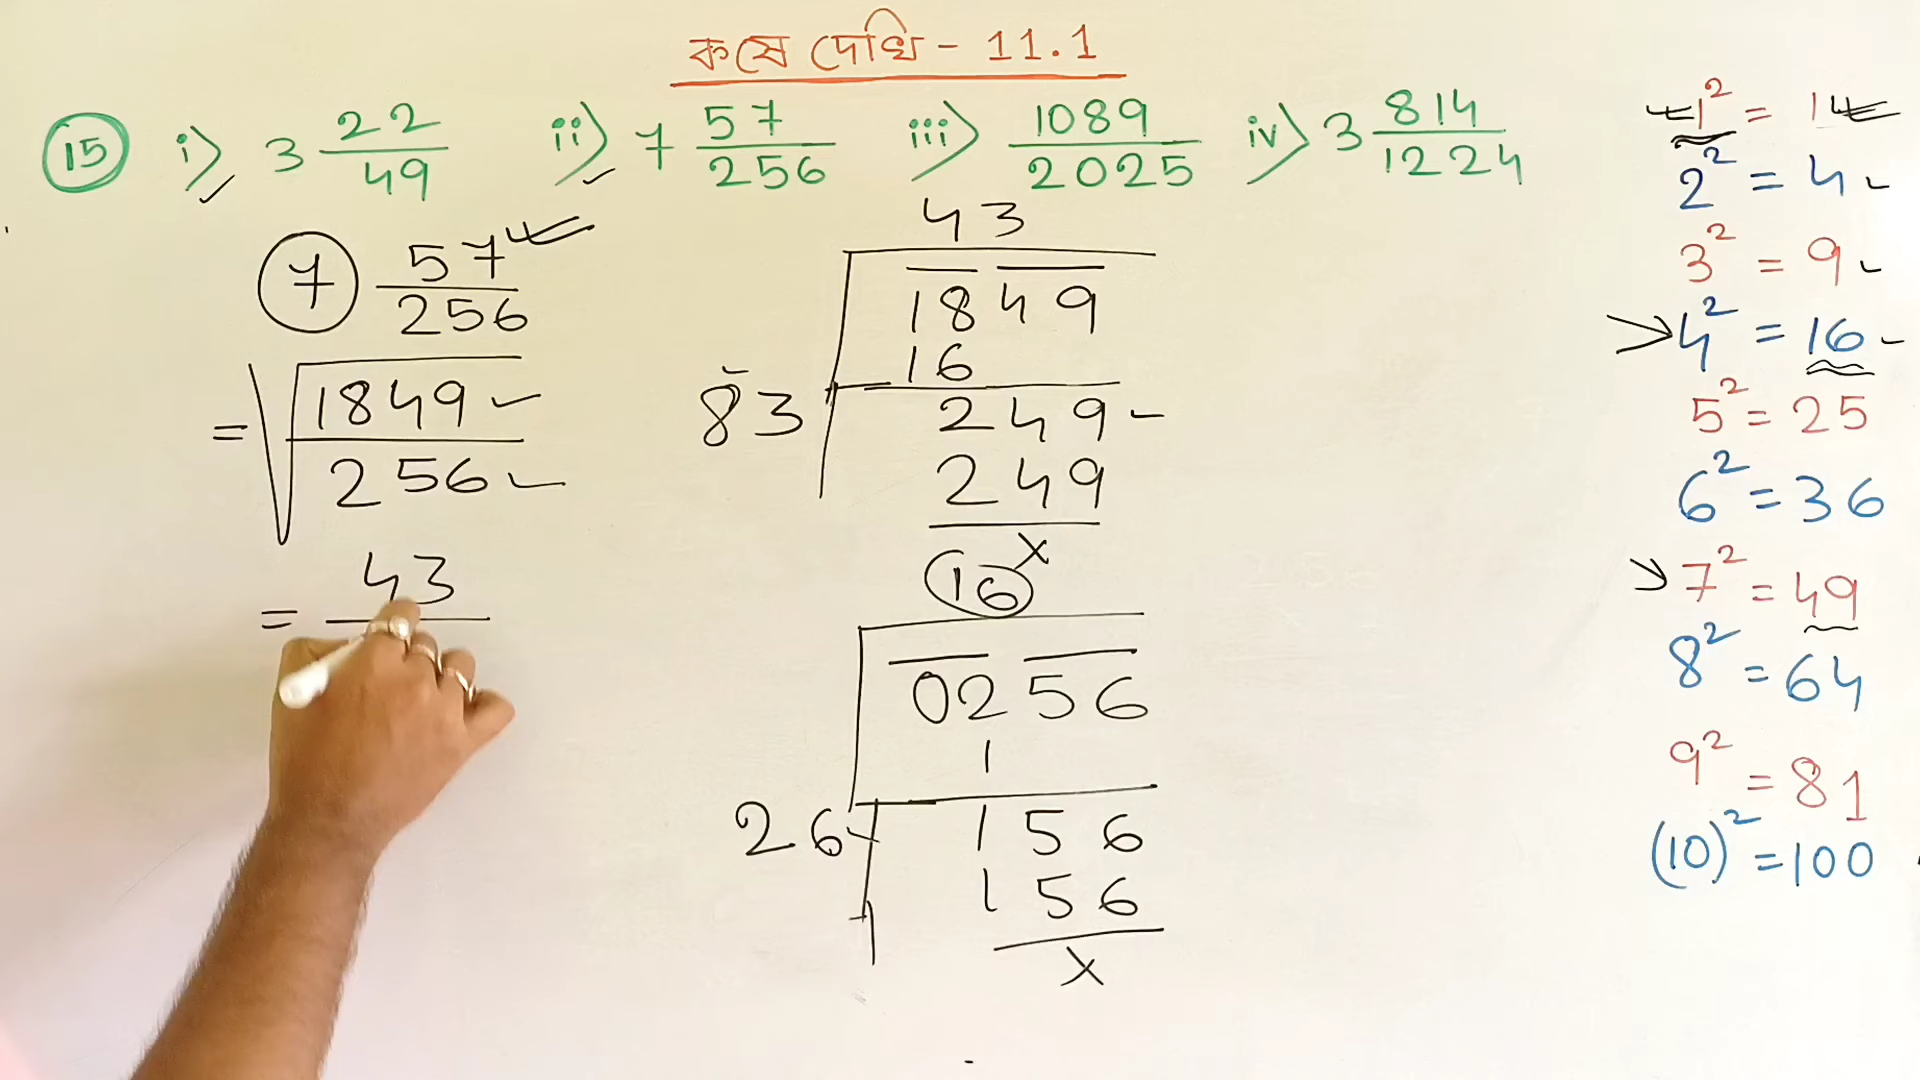 কষে দেখি - 11.1
15 i) 3 22/49 ii) 7 57/256 iii) 1089/2025 iv) 3 814/1224
7 57/256
= √1849/256
= 43/
43
1849
16
83 249
249
x
16
0256
1
26 156
156
x
1² = 1
2² = 4
3² = 9
4² = 16
5² = 25
6² = 36
7² = 49
8² = 64
9² = 81
(10)² = 100